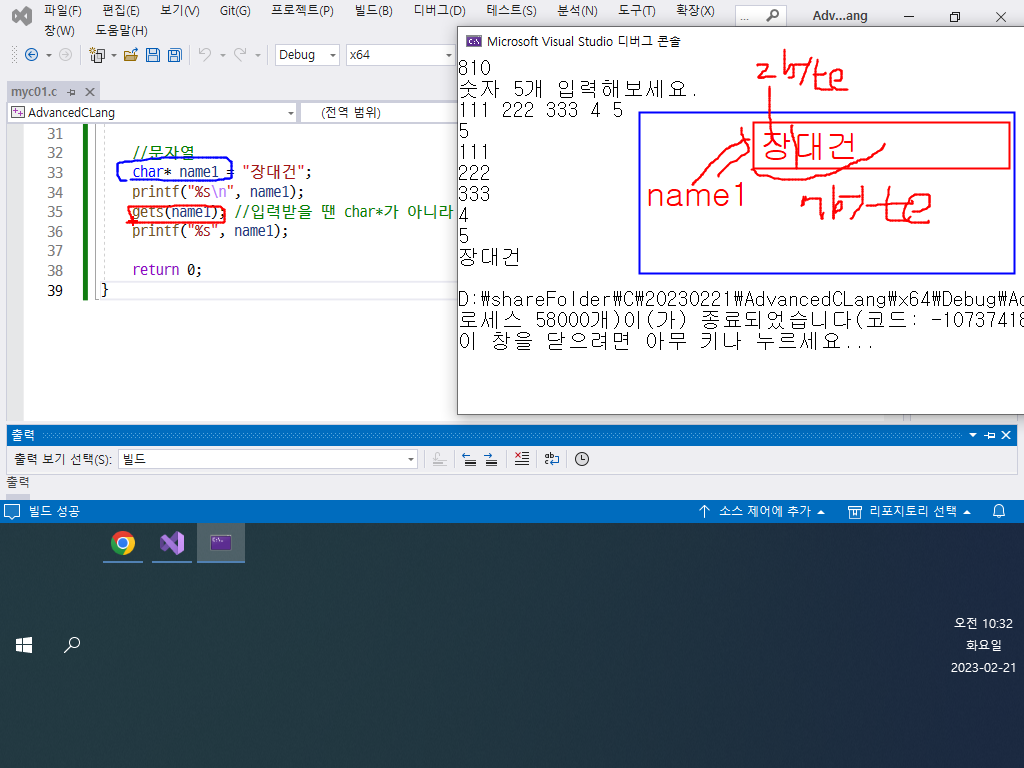 파일(F) 편집(E) 보기(V) Git(G) 프로젝트(P) 빌드(B) 디버그(D) 테스트(S) 분석(N) 도구(T) 확장(X) ... Adv...ang
창(W) 도움말(H)
Debug x64
myc01.c
AdvancedCLang (전역 범위)
31
32 //문자열
33 char* name1 = "장대건";
34 printf("%s\n", name1);
35 gets(name1); //입력받을 땐 char*가 아니라
36 printf("%s", name1);
37
38 return 0;
39 }
Microsoft Visual Studio 디버그 콘솔
810
숫자 5개 입력해보세요.
111 222 333 4 5
5
111
222
333
4
5
장대건
D:\shareFolder\C\20230221\AdvancedCLang\x64\Debug\Ad
로세스 58000개)이(가) 종료되었습니다(코드: -10737418
이 창을 닫으려면 아무 키나 누르세요...
2byte
장대건
name1
7byte
출력
출력 보기 선택(S): 빌드
출력
빌드 성공 소스 제어에 추가 리포지토리 선택
오전 10:32
화요일
2023-02-21